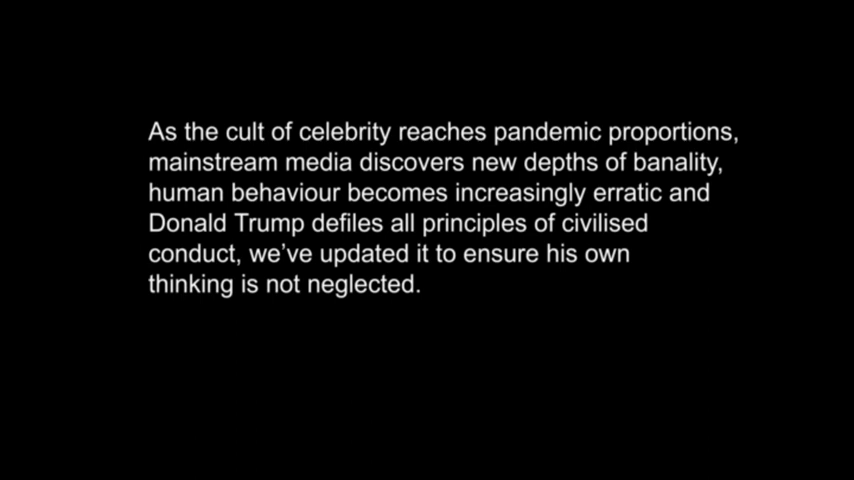 As the cult of celebrity reaches pandemic proportions,
mainstream media discovers new depths of banality,
human behaviour becomes increasingly erratic and
Donald Trump defiles all principles of civilised
conduct, we’ve updated it to ensure his own
thinking is not neglected.